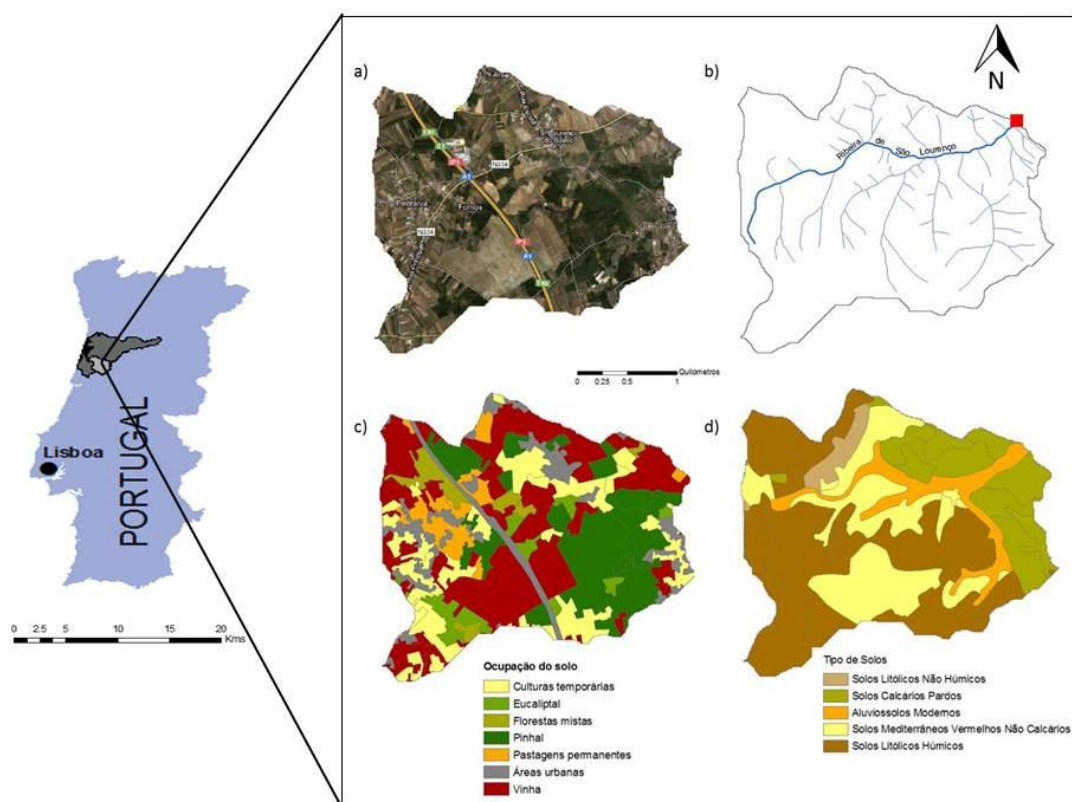 a)
b)
N
Ribeira de São Lourenço
N334
A1
Pedralva
Fornos
N334
A1
Quilómetros
0 0.25 0.5 1
Lisboa
PORTUGAL
0 2.5 5 10 15 20
Kms
c)
d)
Ocupação do solo
Culturas temporárias
Eucaliptal
Florestas mistas
Pinhal
Pastagens permanentes
Áreas urbanas
Vinha
Tipo de Solos
Solos Litólicos Não Húmicos
Solos Calcários Pardos
Aluviossolos Modernos
Solos Mediterrâneos Vermelhos Não Calcários
Solos Litólicos Húmicos